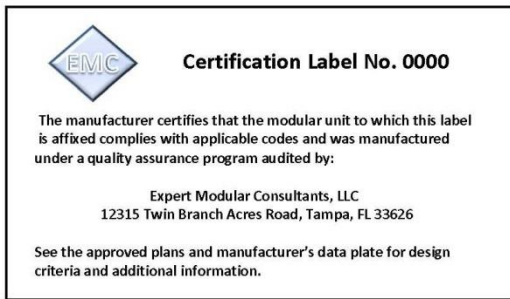 EMC
Certification Label No. 0000
The manufacturer certifies that the modular unit to which this label
is affixed complies with applicable codes and was manufactured
under a quality assurance program audited by:
Expert Modular Consultants, LLC
12315 Twin Branch Acres Road, Tampa, FL 33626
See the approved plans and manufacturer's data plate for design
criteria and additional information.